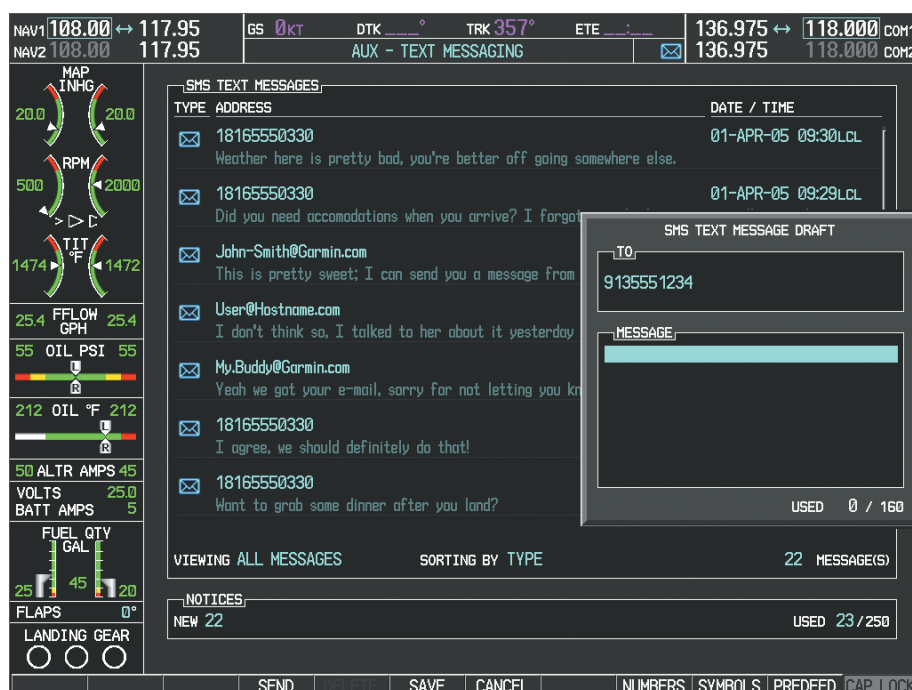 NAV1 108.00 ↔ 117.95 GS 0KT DTK ___° TRK 357° ETE __:__ 136.975 ↔ 118.000 COM1
NAV2 108.00 117.95 AUX - TEXT MESSAGING 136.975 118.000 COM2
MAP
INHG
20.0 20.0
RPM
500 2000
TIT
°F
1474 1472
25.4 FFLOW GPH 25.4
55 OIL PSI 55
L
R
212 OIL °F 212
L
R
50 ALTR AMPS 45
VOLTS 25.0
BATT AMPS 5
FUEL QTY
GAL
25 45 20
FLAPS 0°
LANDING GEAR
SMS TEXT MESSAGES
TYPE ADDRESS DATE / TIME
18165550330 01-APR-05 09:30LCL
Weather here is pretty bad, you're better off going somewhere else.
18165550330 01-APR-05 09:29LCL
Did you need accomodations when you arrive? I forgot
John-Smith@Garmin.com
This is pretty sweet; I can send you a message from
User@Hostname.com
I don't think so, I talked to her about it yesterday
My.Buddy@Garmin.com
Yeah we got your e-mail, sorry for not letting you kn
18165550330
I agree, we should definitely do that!
18165550330
Want to grab some dinner after you land?
VIEWING ALL MESSAGES SORTING BY TYPE 22 MESSAGE(S)
SMS TEXT MESSAGE DRAFT
TO
9135551234
MESSAGE
USED 0 / 160
NOTICES
NEW 22 USED 23/250
SEND DELETE SAVE CANCEL NUMBERS SYMBOLS PREDEFD CAP LOCK